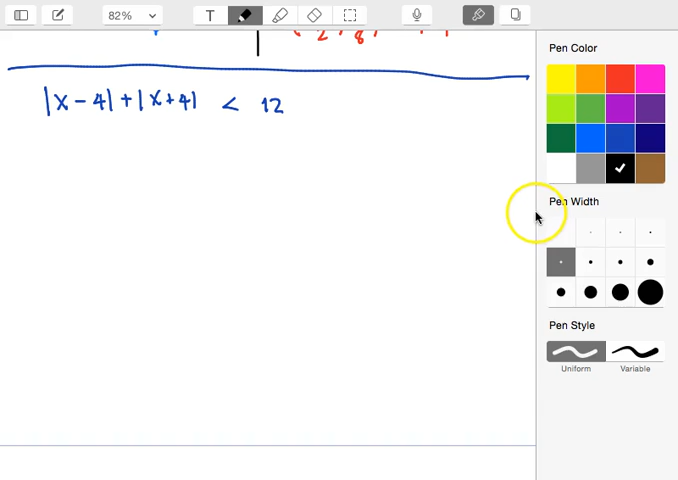 82%
T
|x - 4| + |x + 4| < 12
Pen Color
Pen Width
Pen Style
Uniform Variable